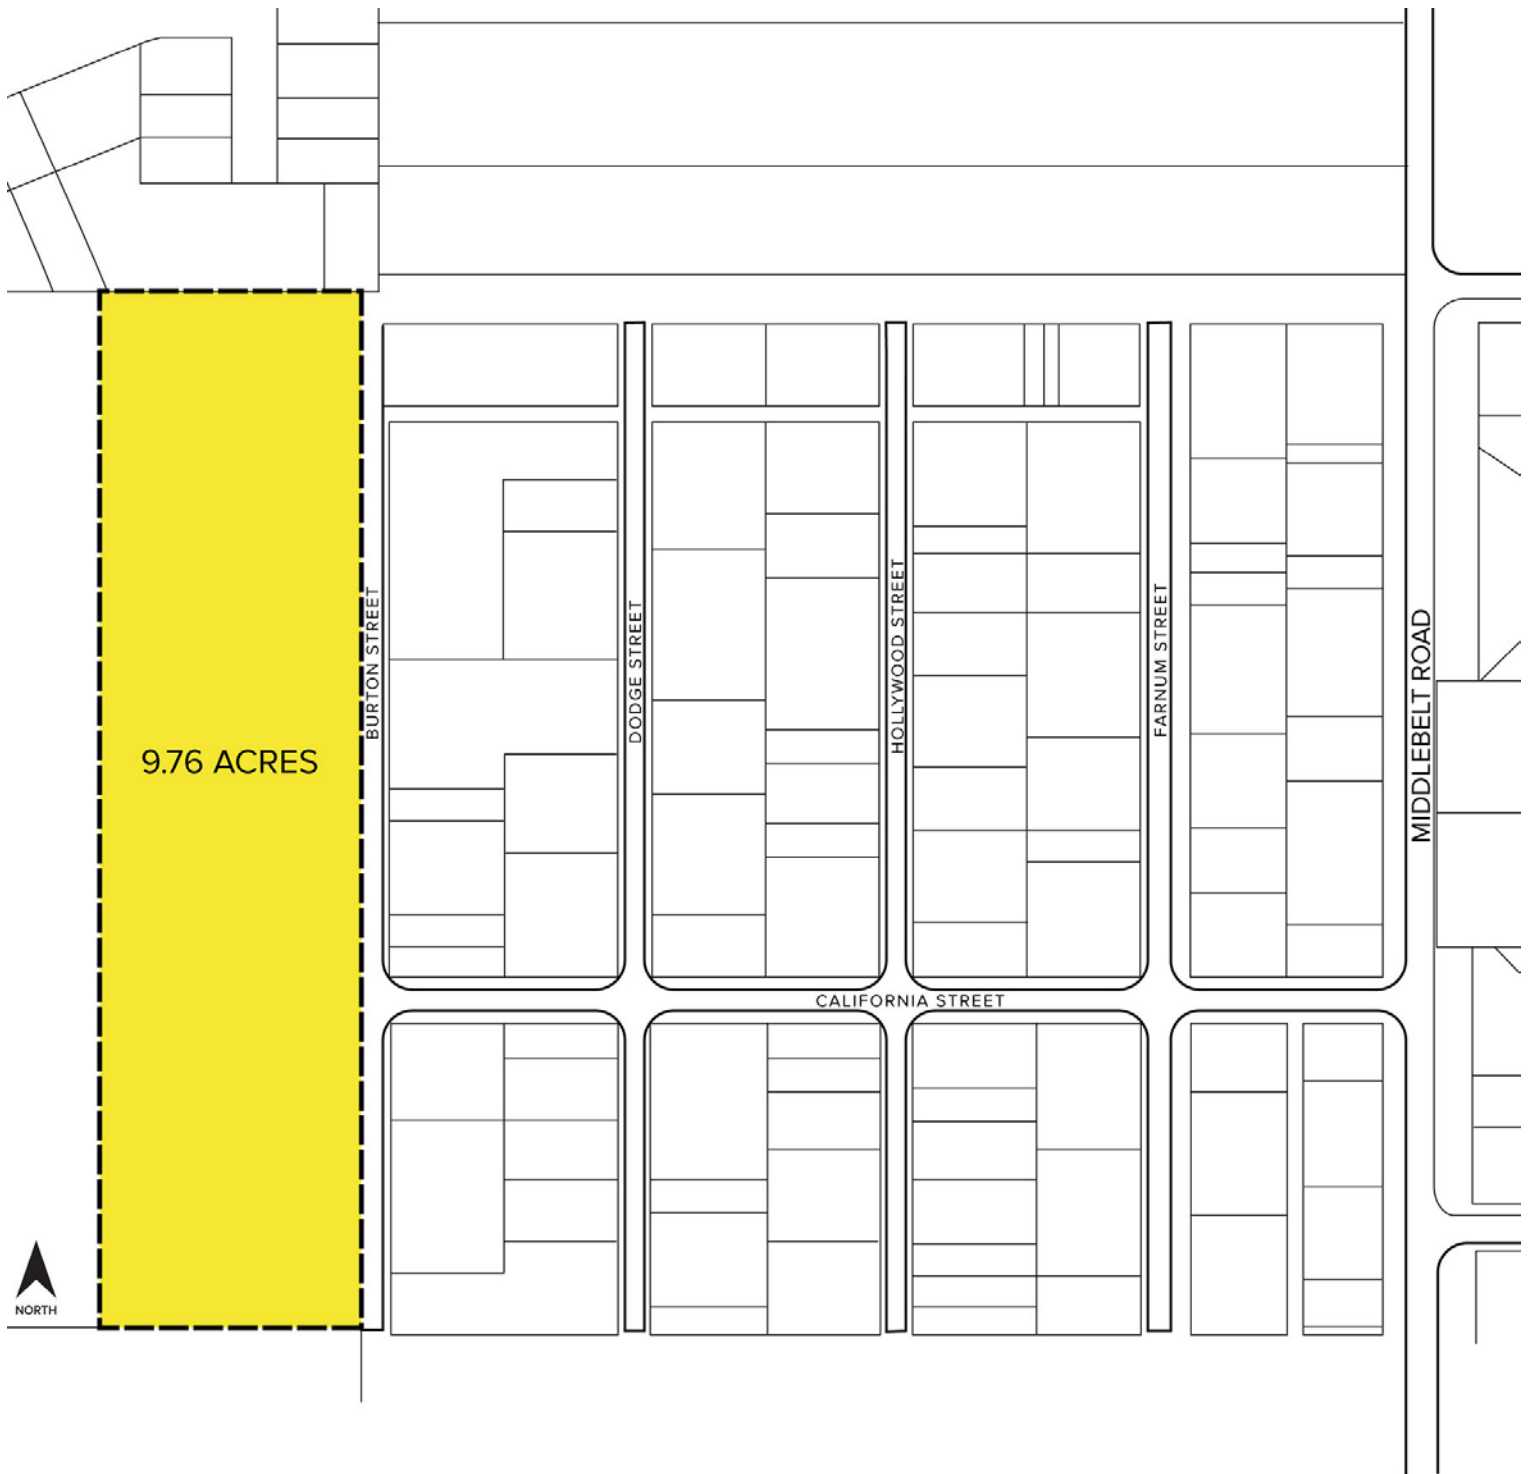 BURTON STREET
DODGE STREET
HOLLYWOOD STREET
FARNUM STREET
MIDDLEBELT ROAD
9.76 ACRES
CALIFORNIA STREET
NORTH